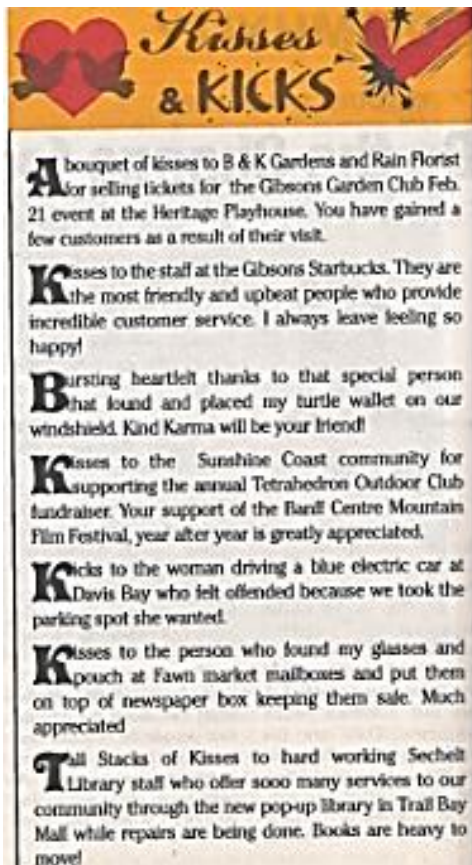 Kisses
& KICKS
A bouquet of kisses to B & K Gardens and Rain Florist
for selling tickets for the Gibsons Garden Club Feb.
21 event at the Heritage Playhouse. You have gained a
few customers as a result of their visit.
Kisses to the staff at the Gibsons Starbucks. They are
the most friendly and upbeat people who provide
incredible customer service. I always leave feeling so
happy!
Bursting heartfelt thanks to that special person
that found and placed my turtle wallet on our
windshield. Kind Karma will be your friend!
Kisses to the Sunshine Coast community for
supporting the annual Tetrahedron Outdoor Club
fundraiser. Your support of the Banff Centre Mountain
Film Festival, year after year is greatly appreciated.
Kicks to the woman driving a blue electric car at
Davis Bay who felt offended because we took the
parking spot she wanted.
Kisses to the person who found my glasses and
pouch at Fawn market mailboxes and put them
on top of newspaper box keeping them safe. Much
appreciated
Tall Stacks of Kisses to hard working Sechelt
Library staff who offer sooo many services to our
community through the new pop-up library in Trail Bay
Mall while repairs are being done. Books are heavy to
move!